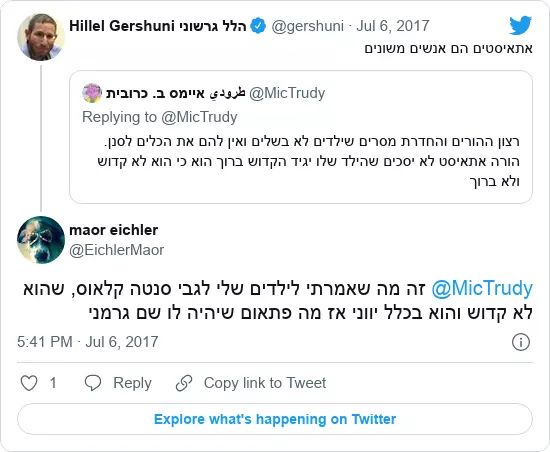 Hillel Gershuni הלל גרשוני @gershuni · Jul 6, 2017
אתאיסטים הם אנשים משונים
طرودي איימס ב. כרובית @MicTrudy
Replying to @MicTrudy
רצון ההורים והחדרת מסרים שילדים לא בשלים ואין להם את הכלים לסנן.
הורה אתאיסט לא יסכים שהילד שלו יגיד הקדוש ברוך הוא כי הוא לא קדוש
ולא ברוך
maor eichler
@EichlerMaor
@MicTrudy זה מה שאמרתי לילדים שלי לגבי סנטה קלאוס, שהוא
לא קדוש והוא בכלל יווני אז מה פתאום שיהיה לו שם גרמני
5:41 PM · Jul 6, 2017
1 Reply Copy link to Tweet
Explore what's happening on Twitter